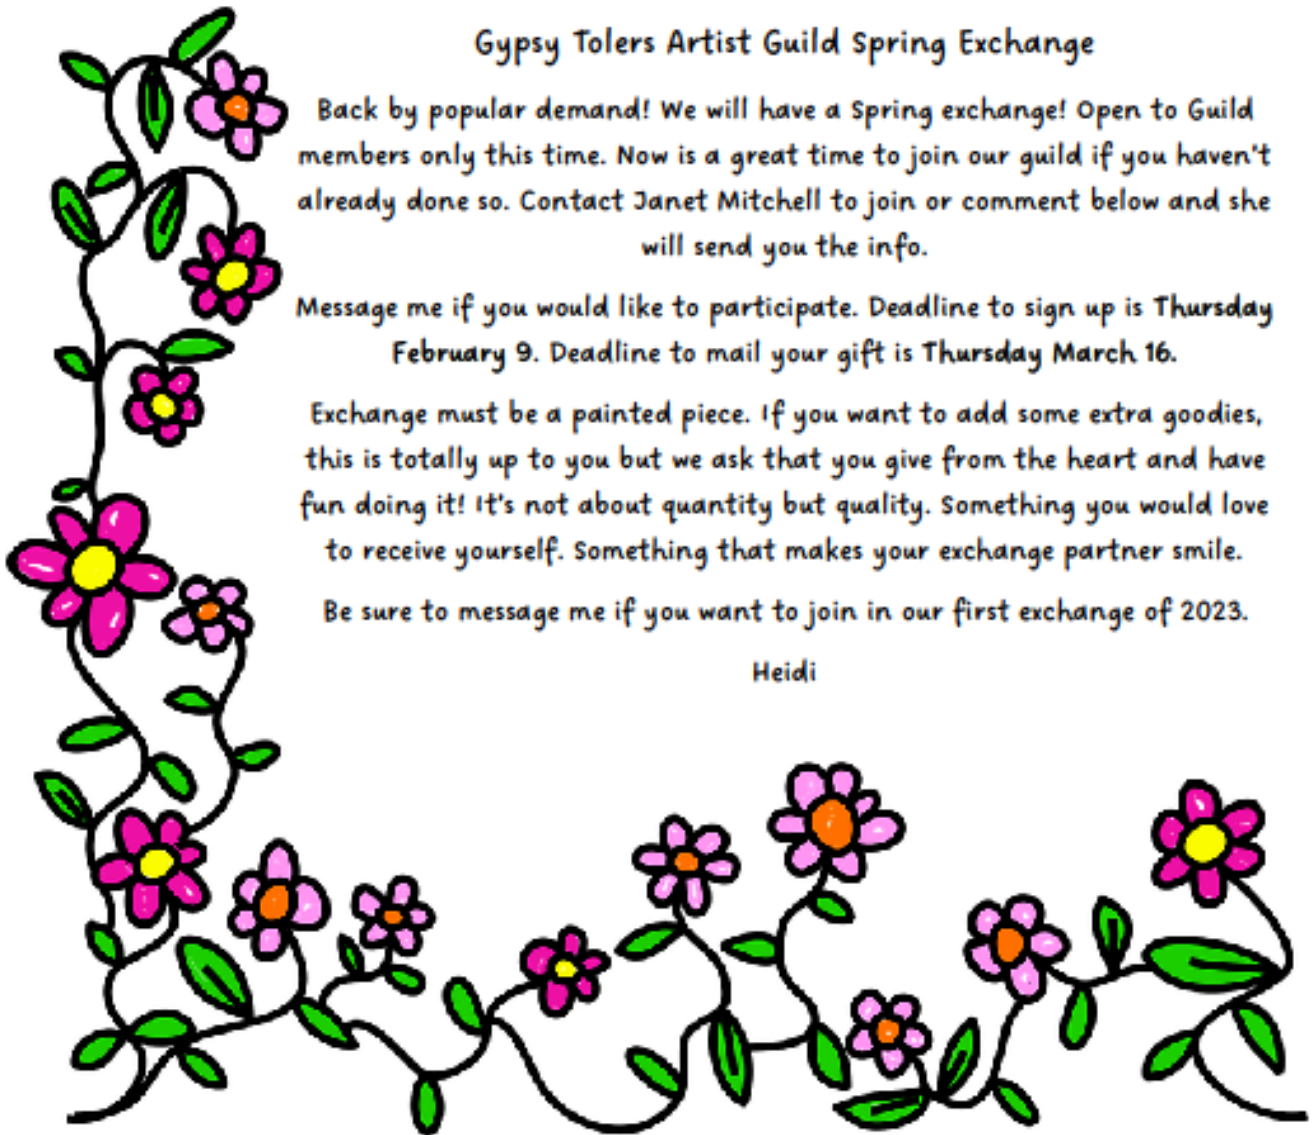 Gypsy Tolers Artist Guild Spring Exchange
Back by popular demand! We will have a Spring exchange! Open to Guild
members only this time. Now is a great time to join our guild if you haven't
already done so. Contact Janet Mitchell to join or comment below and she
will send you the info.
Message me if you would like to participate. Deadline to sign up is Thursday
February 9. Deadline to mail your gift is Thursday March 16.
Exchange must be a painted piece. If you want to add some extra goodies,
this is totally up to you but we ask that you give from the heart and have
fun doing it! It's not about quantity but quality. Something you would love
to receive yourself. Something that makes your exchange partner smile.
Be sure to message me if you want to join in our first exchange of 2023.
Heidi